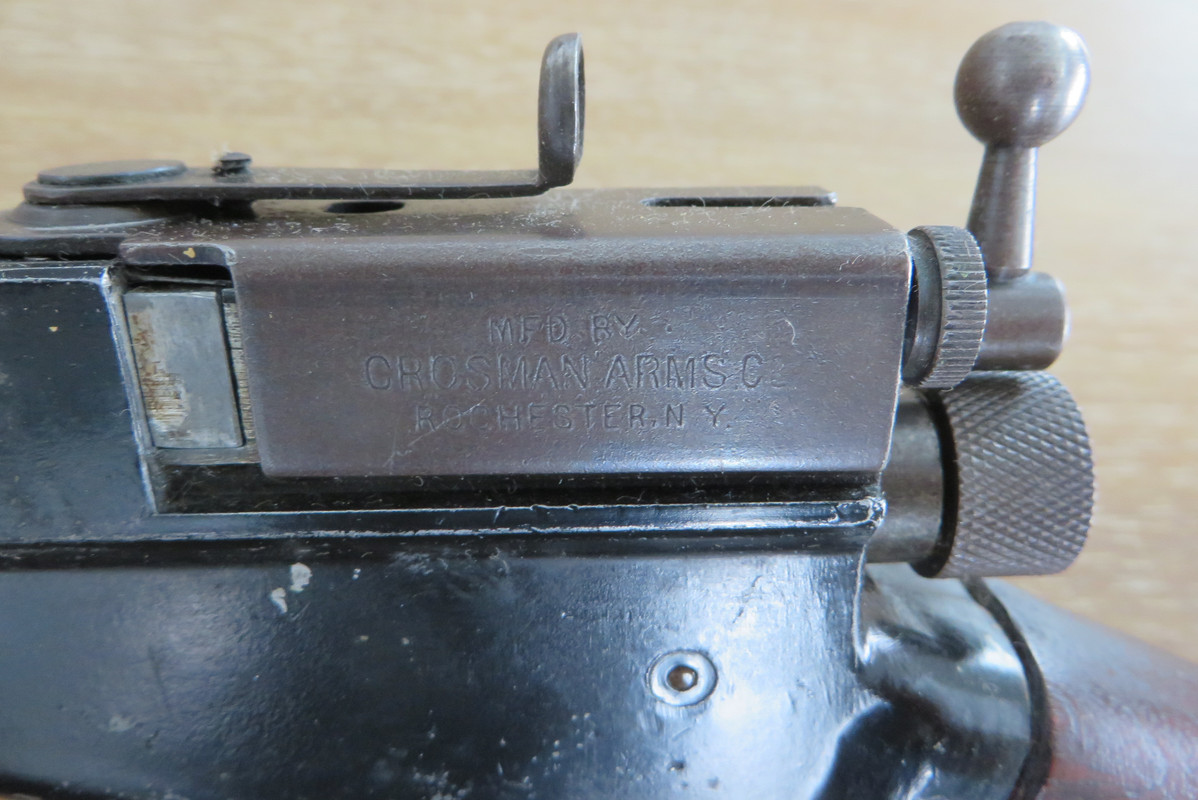 MFD. BY
CROSMAN ARMS C
ROCHESTER, N. Y.